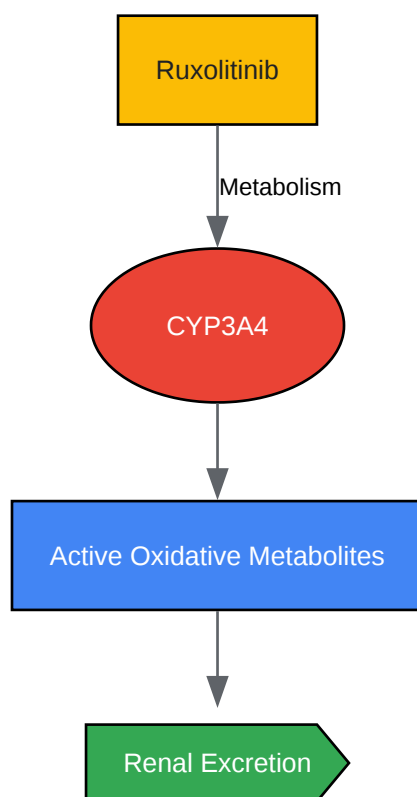 Ruxolitinib
Metabolism
CYP3A4
Active Oxidative Metabolites
Renal Excretion